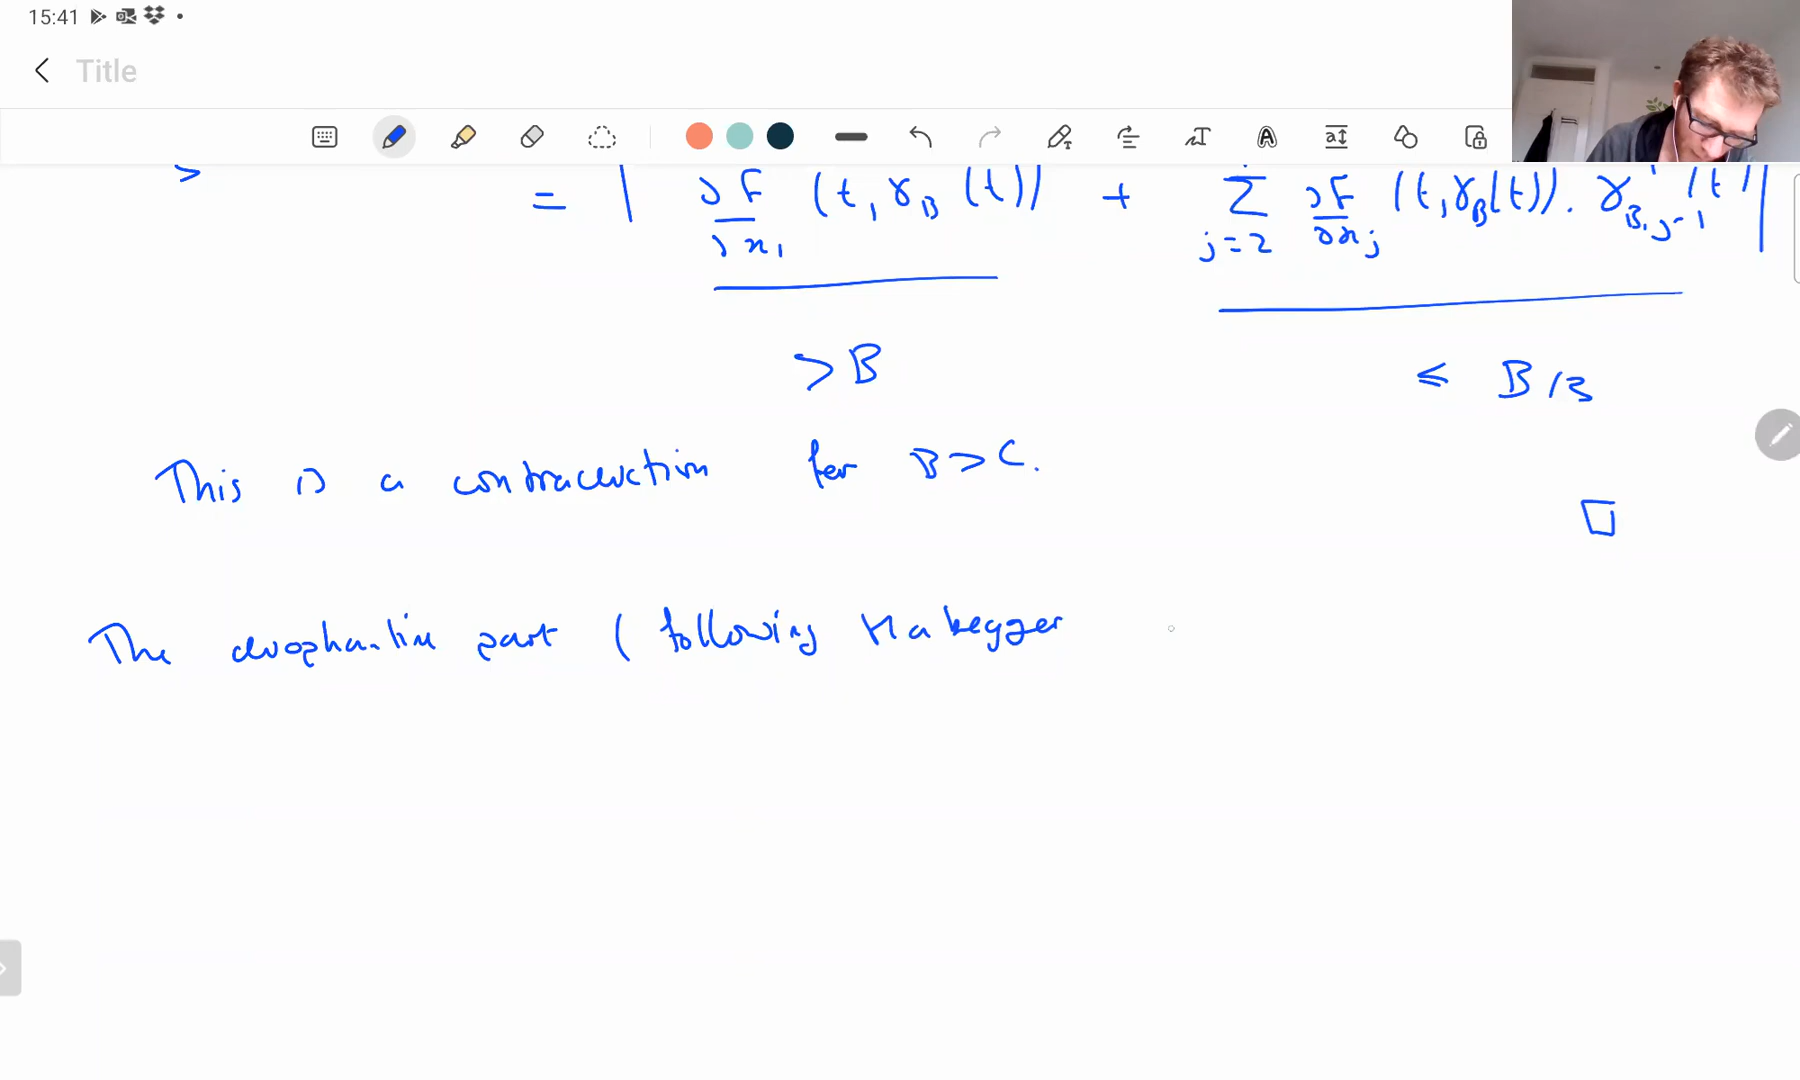 15:41
Title
= | ∂F/∂x₁ (t, γ_B (t)) + Σ_{j=2} ∂F/∂x_j (t, γ_B(t)). γ'_{B,j-1} (t) |
> B ≤ B/3
This is a contradiction for B > C.
□
The diophantine part ( following Habegger